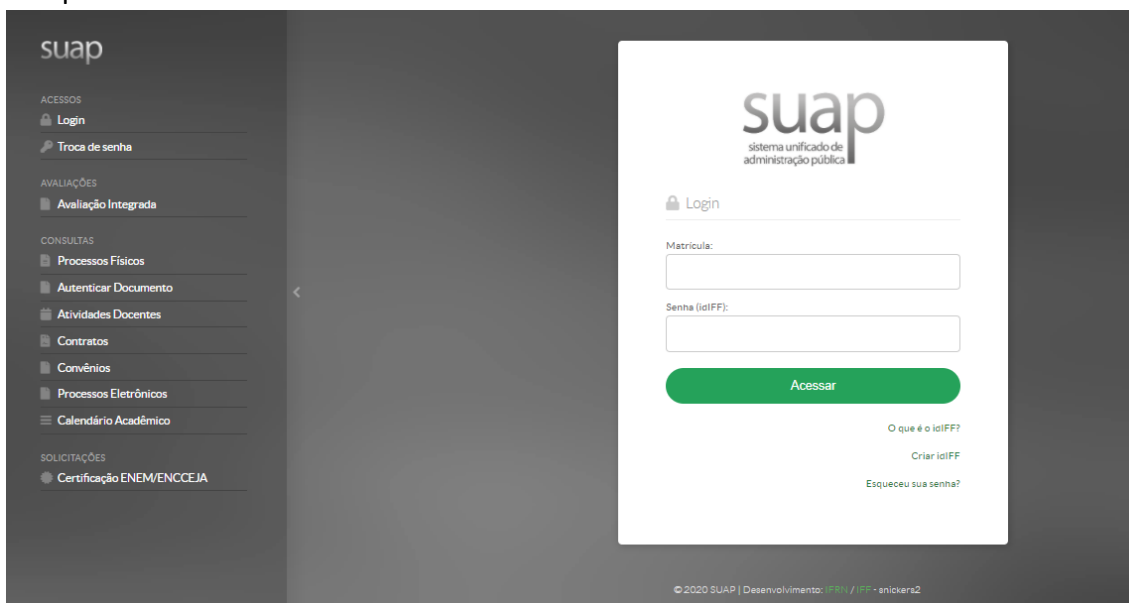 suap
ACESSOS
Login
Troca de senha
AVALIAÇÕES
Avaliação Integrada
CONSULTAS
Processos Físicos
Autenticar Documento
Atividades Docentes
Contratos
Convênios
Processos Eletrônicos
Calendário Acadêmico
SOLICITAÇÕES
Certificação ENEM/ENCCEJA
suap
sistema unificado de
administração pública
Login
Matrícula:
Senha (idIFF):
Acessar
O que é o idIFF?
Criar idIFF
Esqueceu sua senha?
© 2020 SUAP | Desenvolvimento: IFRN / IFF - snickers2